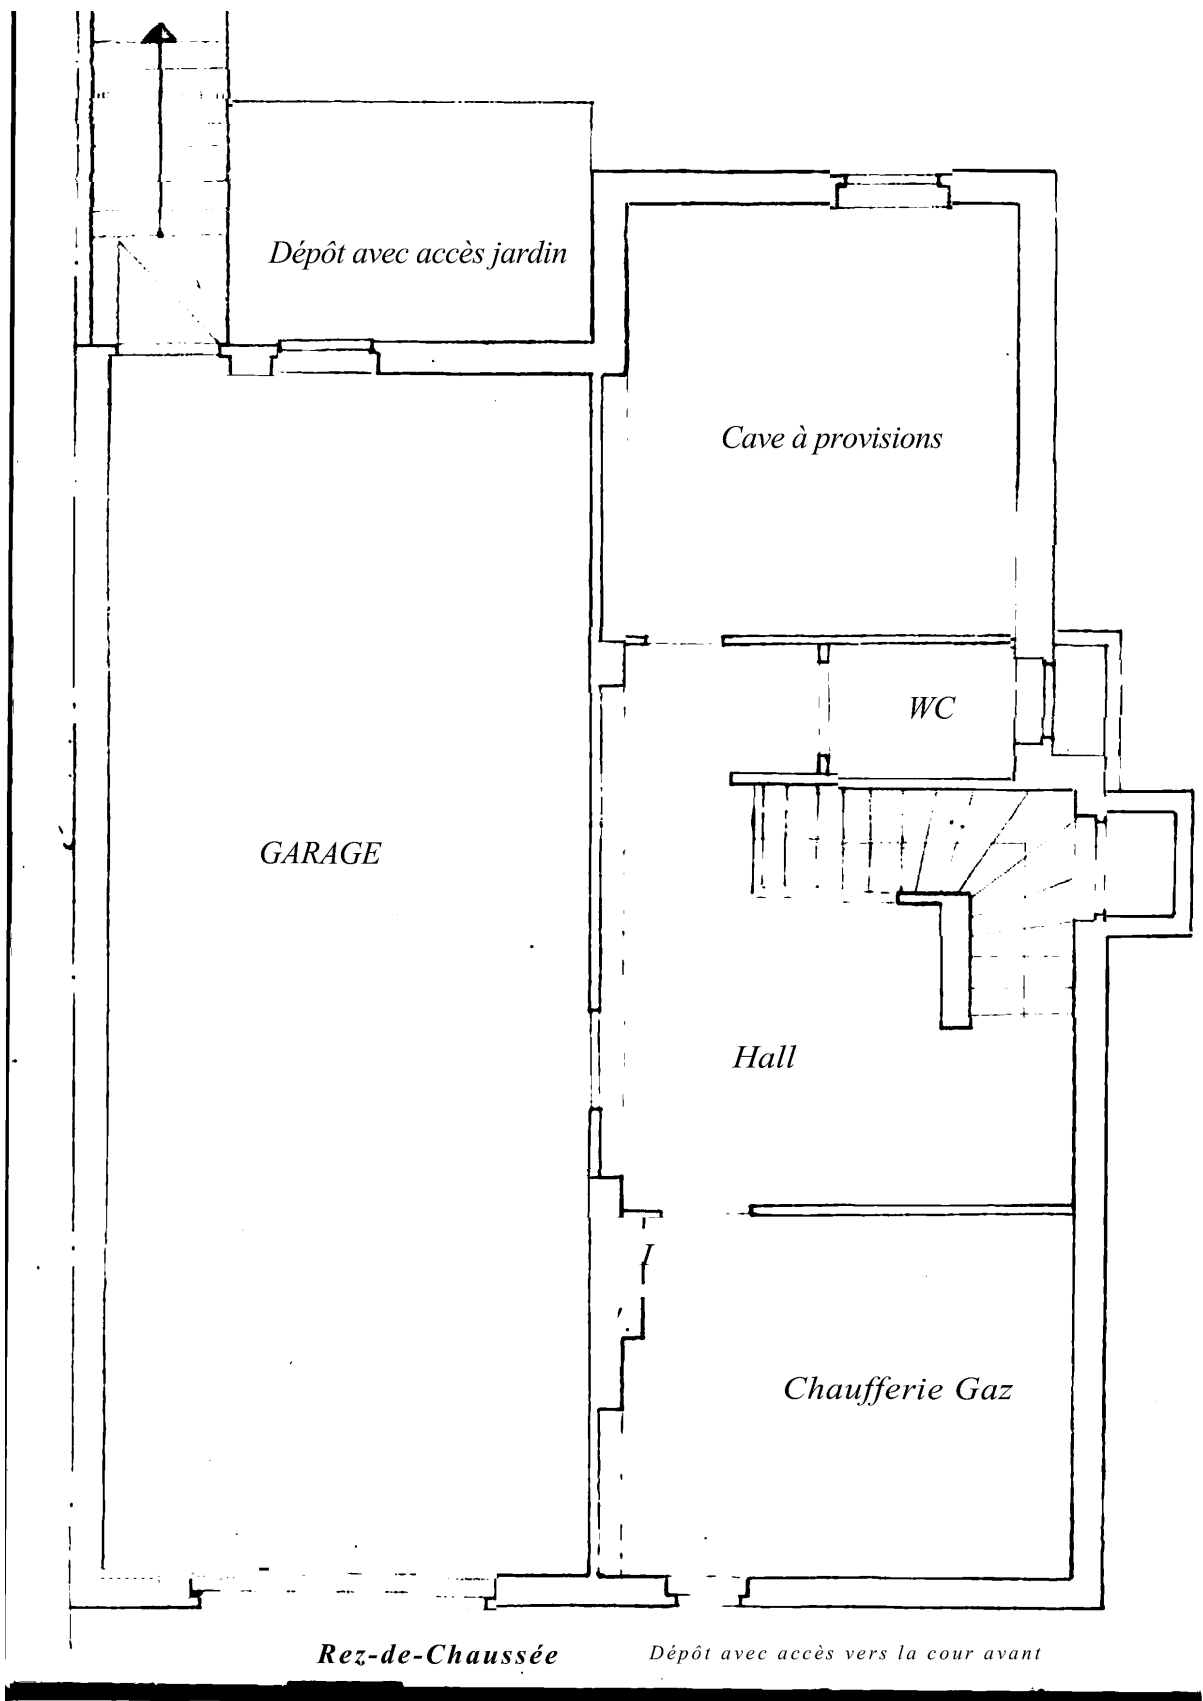 Dépôt avec accès jardin
Cave à provisions
WC
GARAGE
Hall
I
Chaufferie Gaz
Rez-de-Chaussée
Dépôt avec accès vers la cour avant